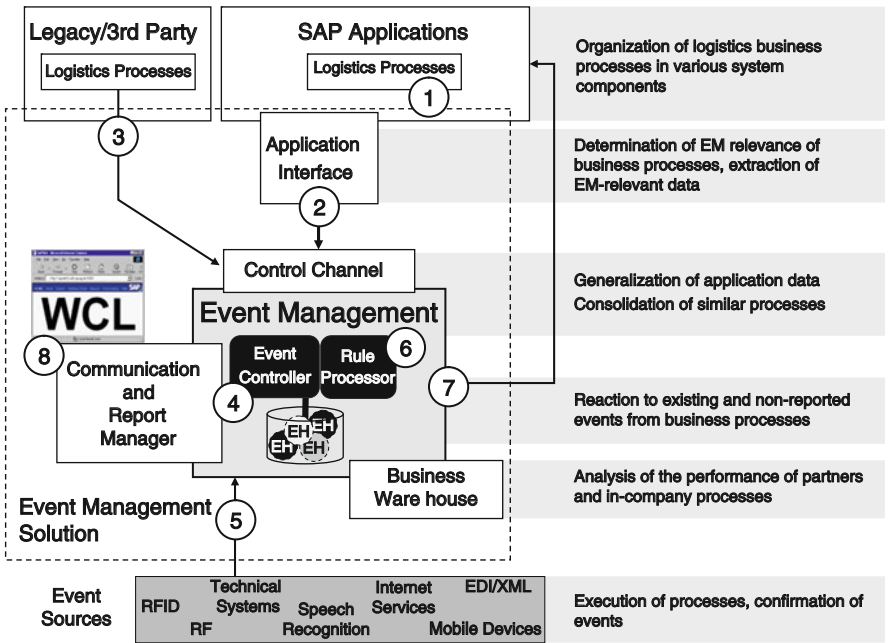 Legacy/3rd Party
Logistics Processes
SAP Applications
Logistics Processes
1
Organization of logistics business
processes in various system
components
3
Application
Interface
2
Determination of EM relevance of
business processes, extraction of
EM-relevant data
Control Channel
Generalization of application data
Consolidation of similar processes
WCL
SAP
8
Event Management
Event
Controller
Rule
Processor
6
4
7
EH
EH
EH
EH
Communication
and
Report
Manager
Reaction to existing and non-reported
events from business processes
Business
Ware house
Analysis of the performance of partners
and in-company processes
Event Management
Solution
5
Event
Sources
RFID
Technical
Systems
RF
Speech
Recognition
Internet
Services
EDI/XML
Mobile Devices
Execution of processes, confirmation of
events